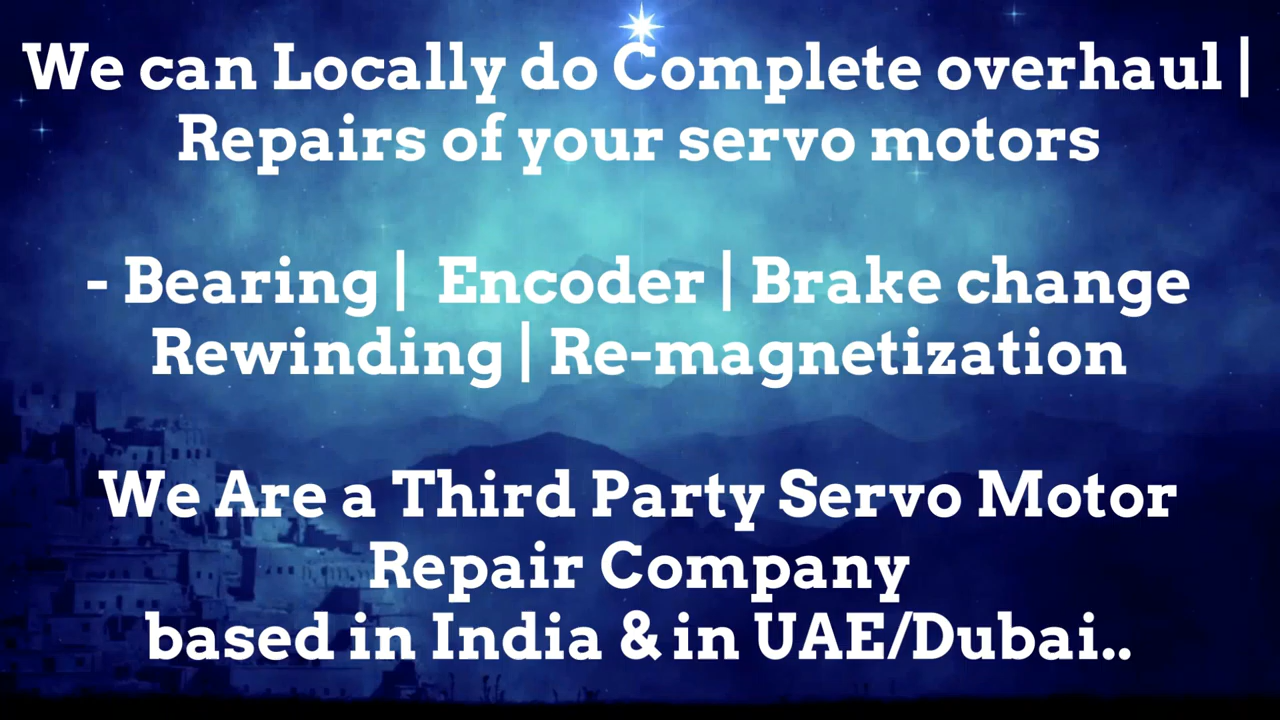 We can Locally do Complete overhaul |
Repairs of your servo motors
- Bearing | Encoder | Brake change
Rewinding | Re-magnetization
We Are a Third Party Servo Motor
Repair Company
based in India & in UAE/Dubai..